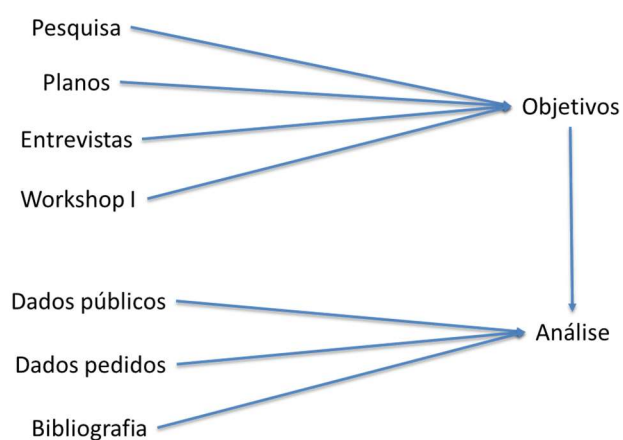 Pesquisa
Planos
Entrevistas
Workshop I
Objetivos
Dados públicos
Dados pedidos
Bibliografia
Análise